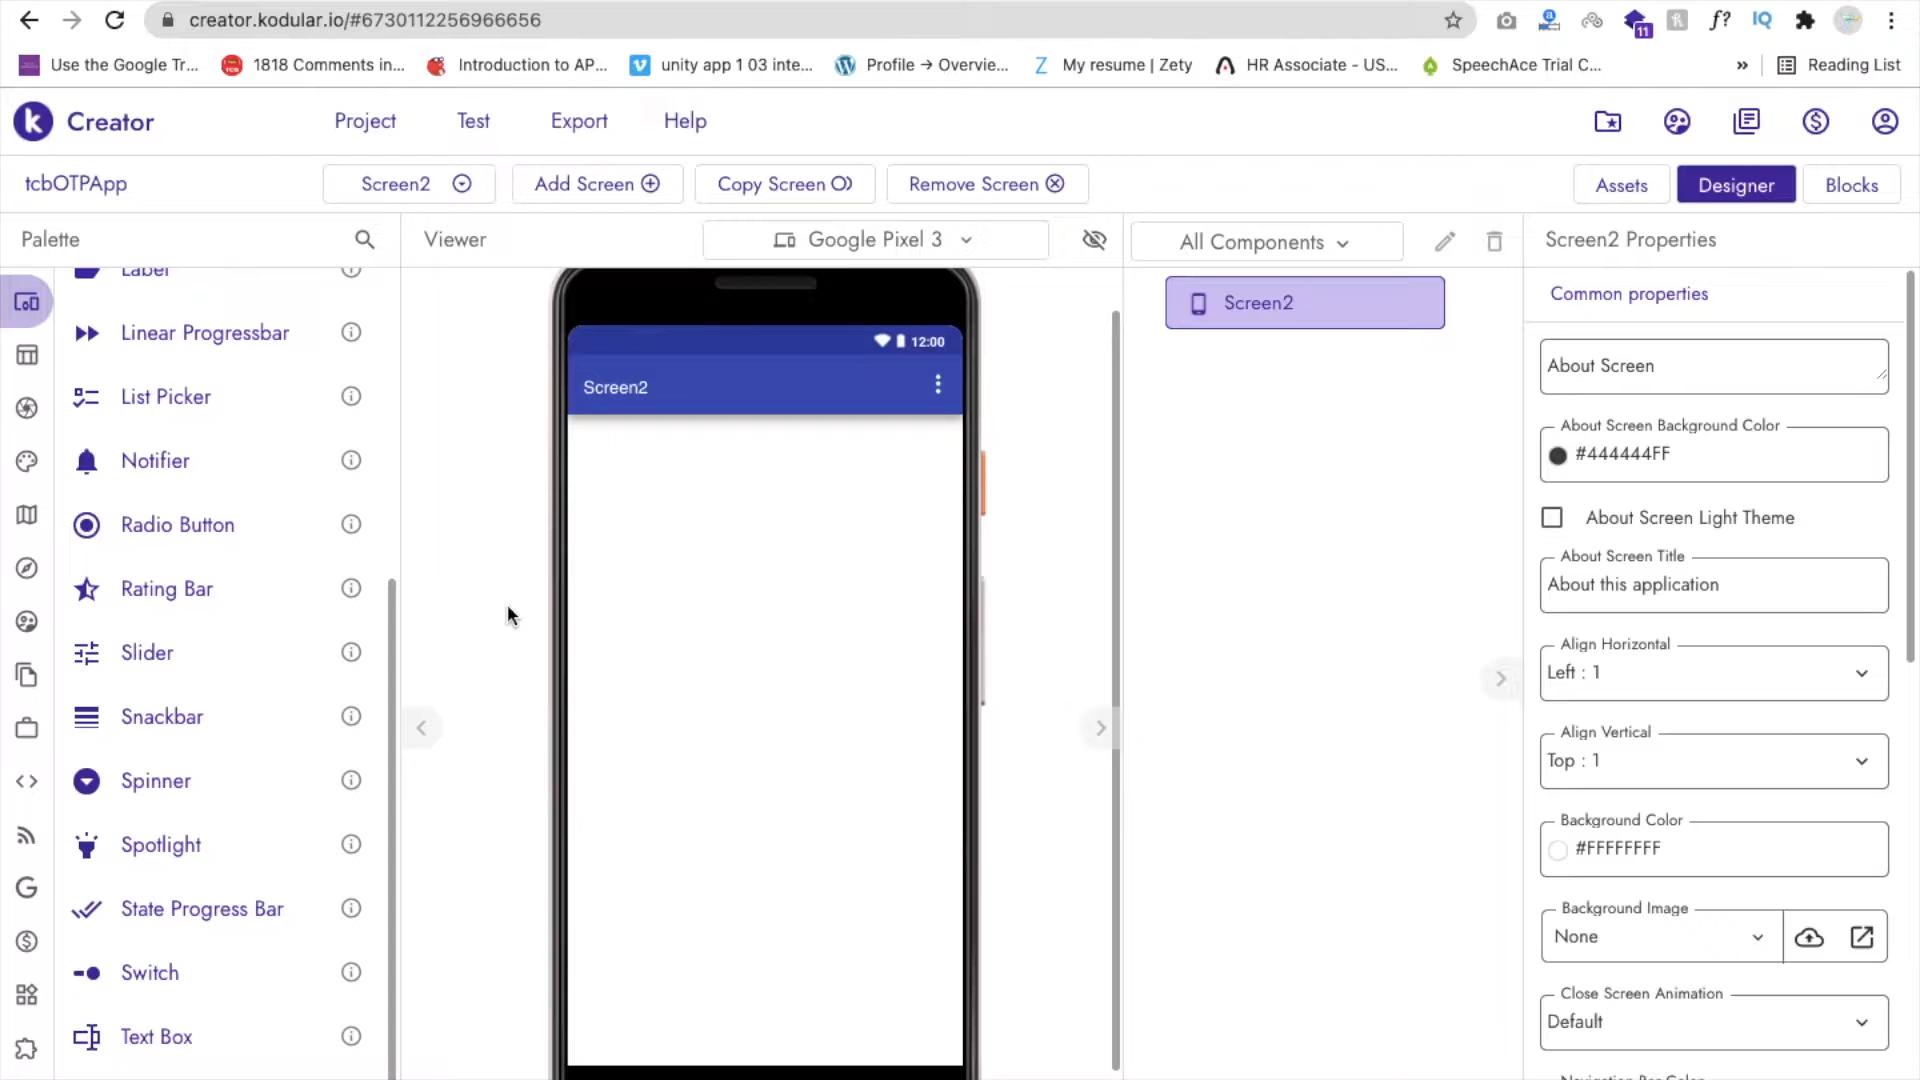 creator.kodular.io/#6730112256966656
11
f?
IQ
Use the Google Tr...
1818 Comments in...
Introduction to AP...
unity app 1 03 inte...
Profile → Overvie...
Z My resume | Zety
HR Associate - US...
SpeechAce Trial C...
»
Reading List
k Creator
Project
Test
Export
Help
tcbOTPApp
Screen2
Add Screen
Copy Screen
Remove Screen
Assets
Designer
Blocks
Palette
Viewer
Google Pixel 3
All Components
Screen2 Properties
Label
Linear Progressbar
List Picker
Notifier
Radio Button
Rating Bar
Slider
Snackbar
Spinner
Spotlight
State Progress Bar
Switch
Text Box
12:00
Screen2
Screen2
Common properties
About Screen
About Screen Background Color
#444444FF
About Screen Light Theme
About Screen Title
About this application
Align Horizontal
Left : 1
Align Vertical
Top : 1
Background Color
#FFFFFFFF
Background Image
None
Close Screen Animation
Default